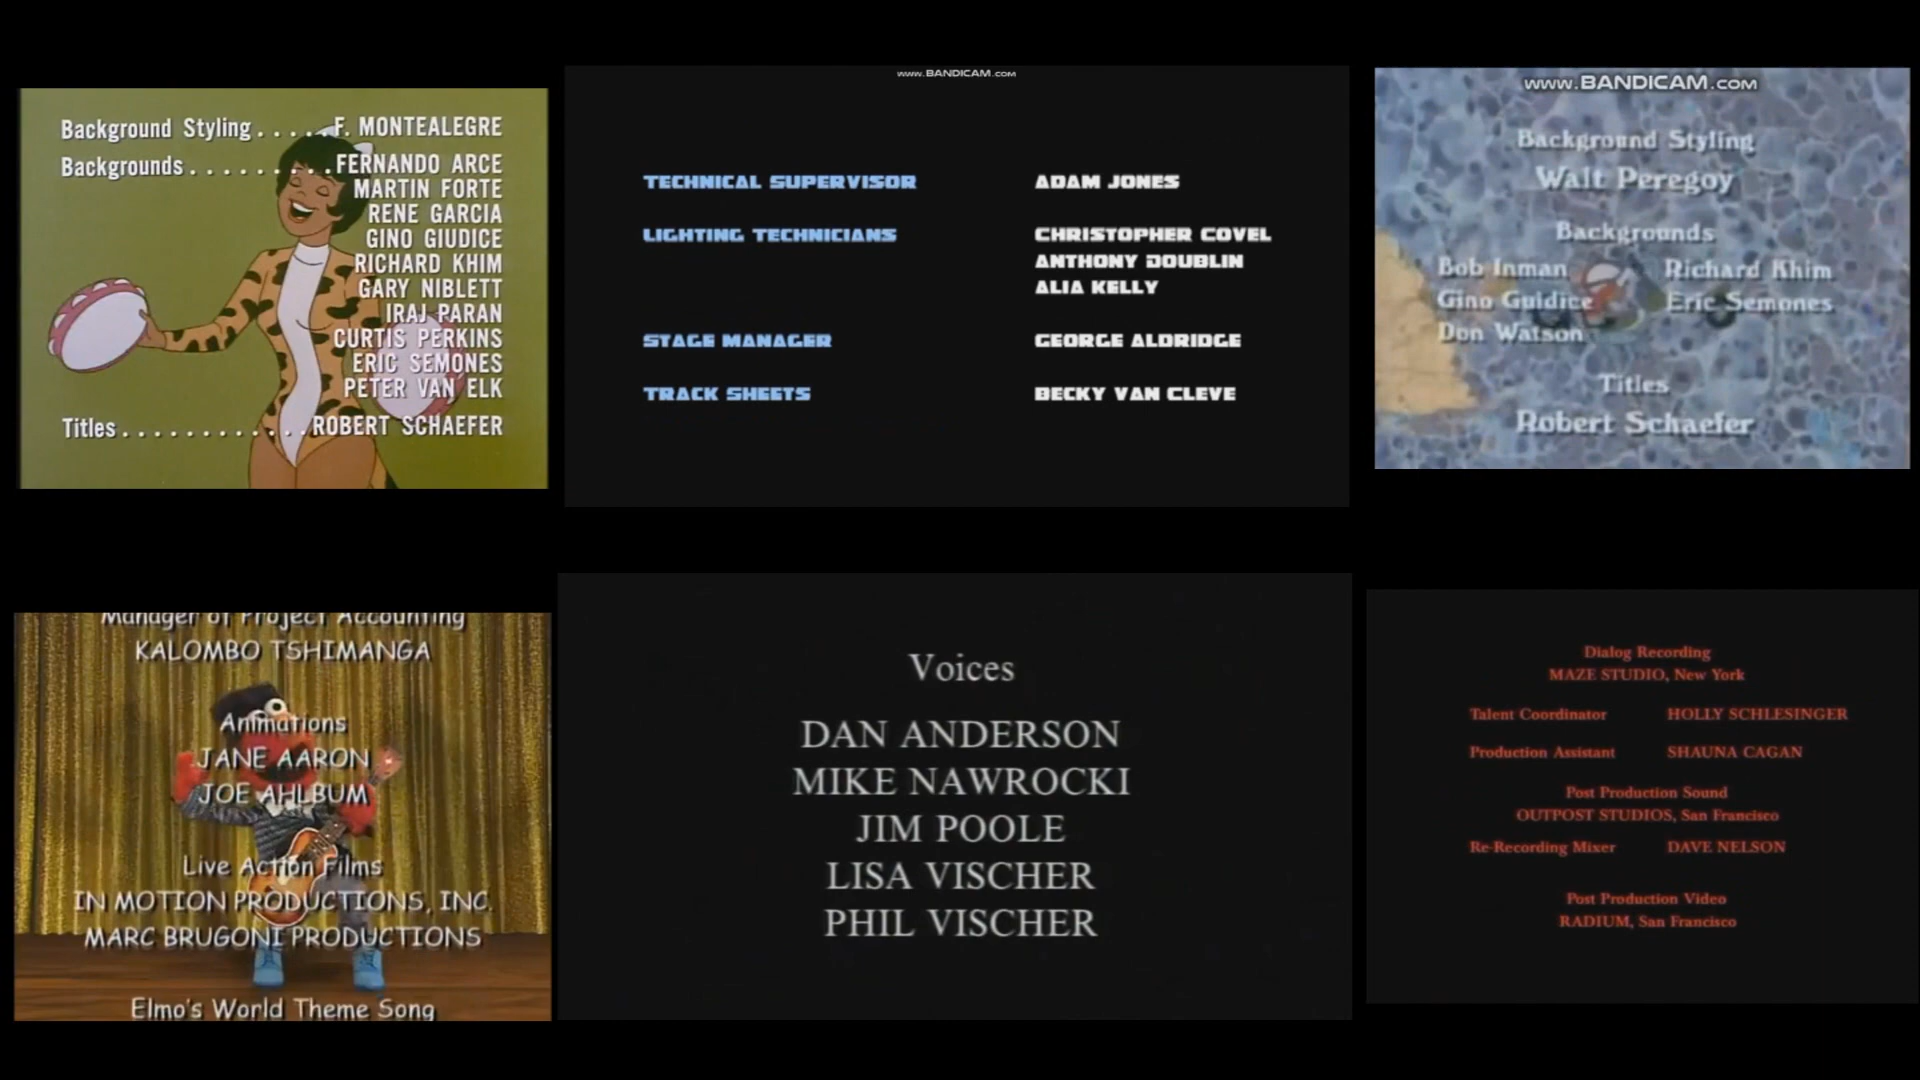 Background Styling . . . . . F. MONTEALEGRE
Backgrounds . . . . . . . . . . . FERNANDO ARCE
MARTIN FORTE
RENE GARCIA
GINO GIUDICE
RICHARD KHIM
GARY NIBLETT
IRAJ PARAN
CURTIS PERKINS
ERIC SEMONES
PETER VAN ELK
Titles . . . . . . . . . . . . . ROBERT SCHAEFER
www.BANDICAM.com
TECHNICAL SUPERVISOR ADAM JONES
LIGHTING TECHNICIANS CHRISTOPHER COVEL
ANTHONY DOUBLIN
ALIA KELLY
STAGE MANAGER GEORGE ALDRIDGE
TRACK SHEETS BECKY VAN CLEVE
www.BANDICAM.com
Background Styling
Walt Peregoy
Backgrounds
Bob Inman Richard Khim
Gino Guidice Eric Semones
Don Watson
Titles
Robert Schaefer
Manager of Project Accounting
KALOMBO TSHIMANGA
Animations
JANE AARON
JOE AHLBUM
Live Action Films
IN MOTION PRODUCTIONS, INC.
MARC BRUGONI PRODUCTIONS
Elmo's World Theme Song
Voices
DAN ANDERSON
MIKE NAWROCKI
JIM POOLE
LISA VISCHER
PHIL VISCHER
Dialog Recording
MAZE STUDIO, New York
Talent Coordinator HOLLY SCHLESINGER
Production Assistant SHAUNA CAGAN
Post Production Sound
OUTPOST STUDIOS, San Francisco
Re-Recording Mixer DAVE NELSON
Post Production Video
RADIUM, San Francisco